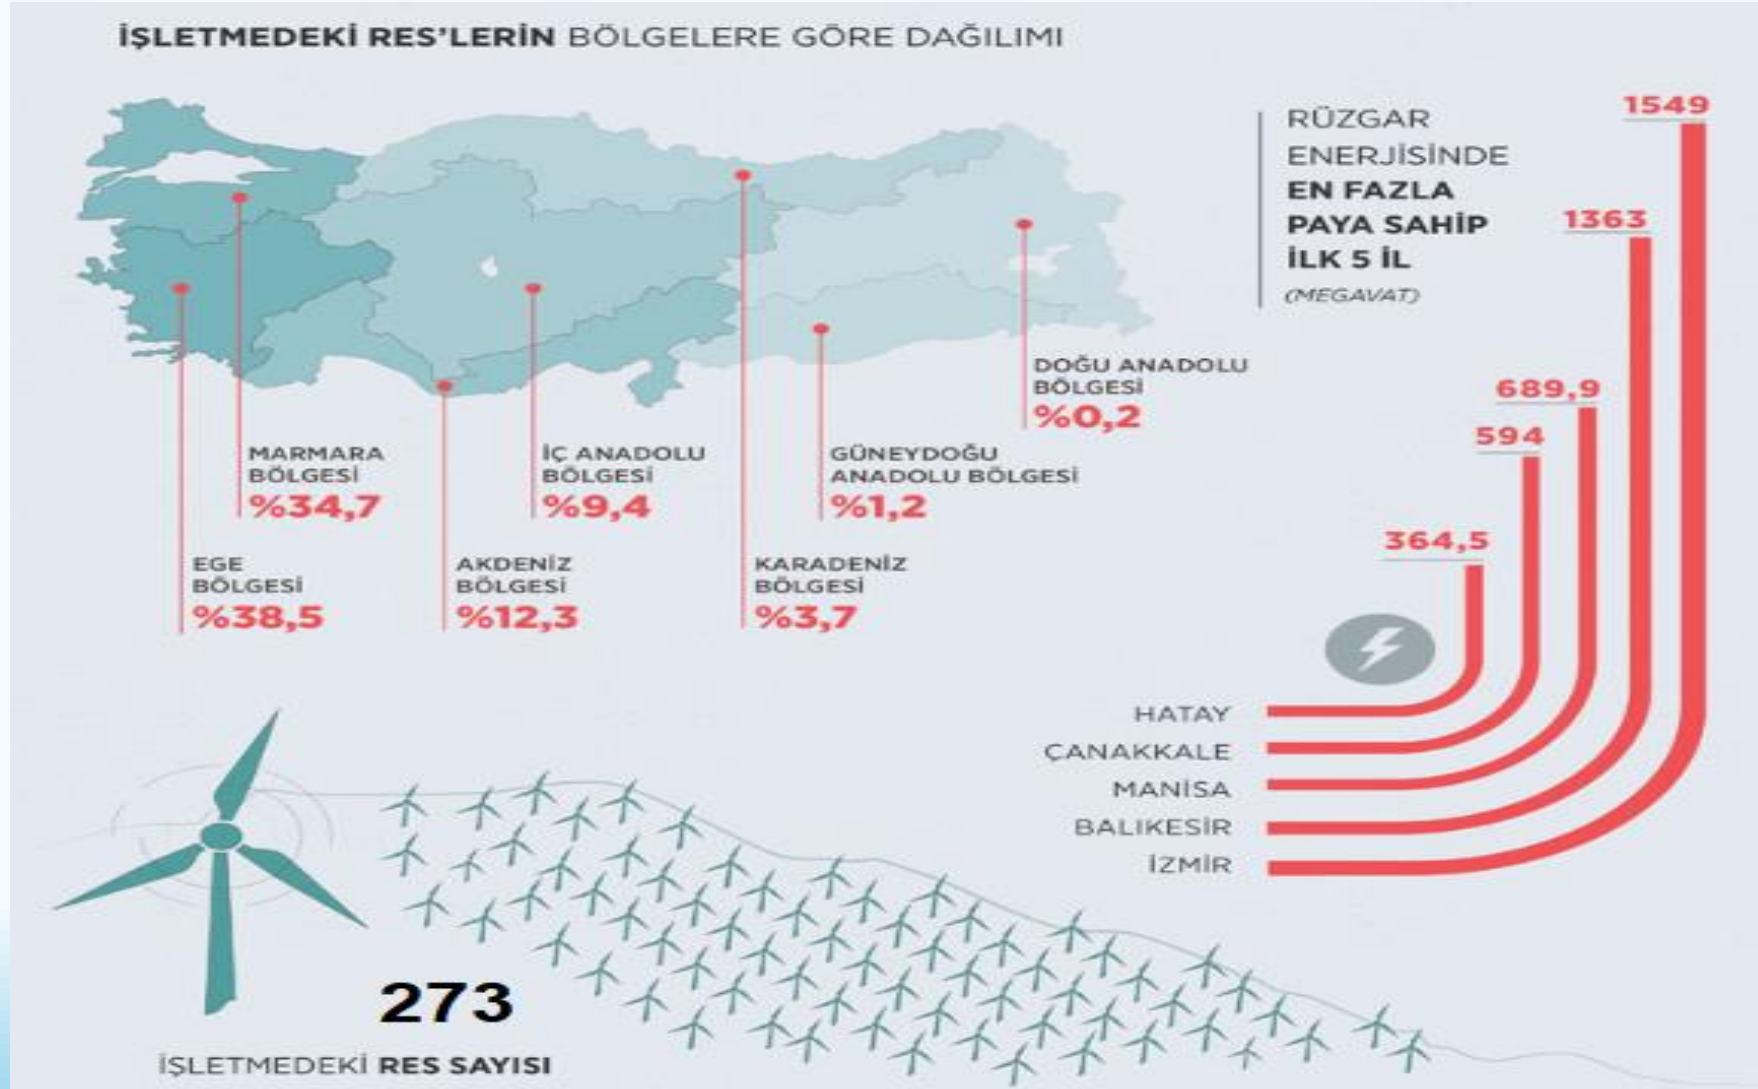 İŞLETMEDEKİ RES'LERİN BÖLGELERE GÖRE DAĞILIMI
MARMARA
BÖLGESİ
%34,7
EGE
BÖLGESİ
%38,5
İÇ ANADOLU
BÖLGESİ
%9,4
AKDENİZ
BÖLGESİ
%12,3
GÜNEYDOĞU
ANADOLU BÖLGESİ
%1,2
KARADENİZ
BÖLGESİ
%3,7
DOĞU ANADOLU
BÖLGESİ
%0,2
RÜZGAR
ENERJİSİNDE
EN FAZLA
PAYA SAHİP
İLK 5 İL
(MEGAVAT)
1549
1363
689,9
594
364,5
HATAY
ÇANAKKALE
MANİSA
BALIKESİR
İZMİR
273
İŞLETMEDEKİ RES SAYISI